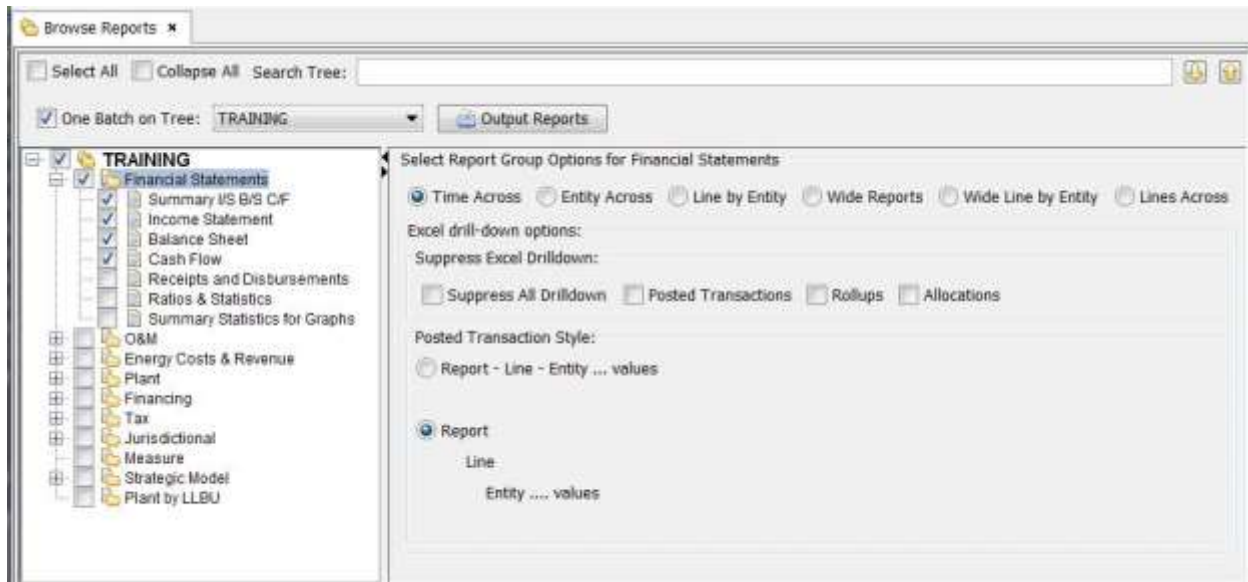 Browse Reports
Select All Collapse All Search Tree:
One Batch on Tree: TRAINING Output Reports
TRAINING
Financial Statements
Summary I/S B/S C/F
Income Statement
Balance Sheet
Cash Flow
Receipts and Disbursements
Ratios & Statistics
Summary Statistics for Graphs
O&M
Energy Costs & Revenue
Plant
Financing
Tax
Jurisdictional
Measure
Strategic Model
Plant by LLBU
Select Report Group Options for Financial Statements
Time Across Entity Across Line by Entity Wide Reports Wide Line by Entity Lines Across
Excel drill-down options:
Suppress Excel Drilldown:
Suppress All Drilldown Posted Transactions Rollups Allocations
Posted Transaction Style:
Report - Line - Entity ... values
Report
Line
Entity .... values